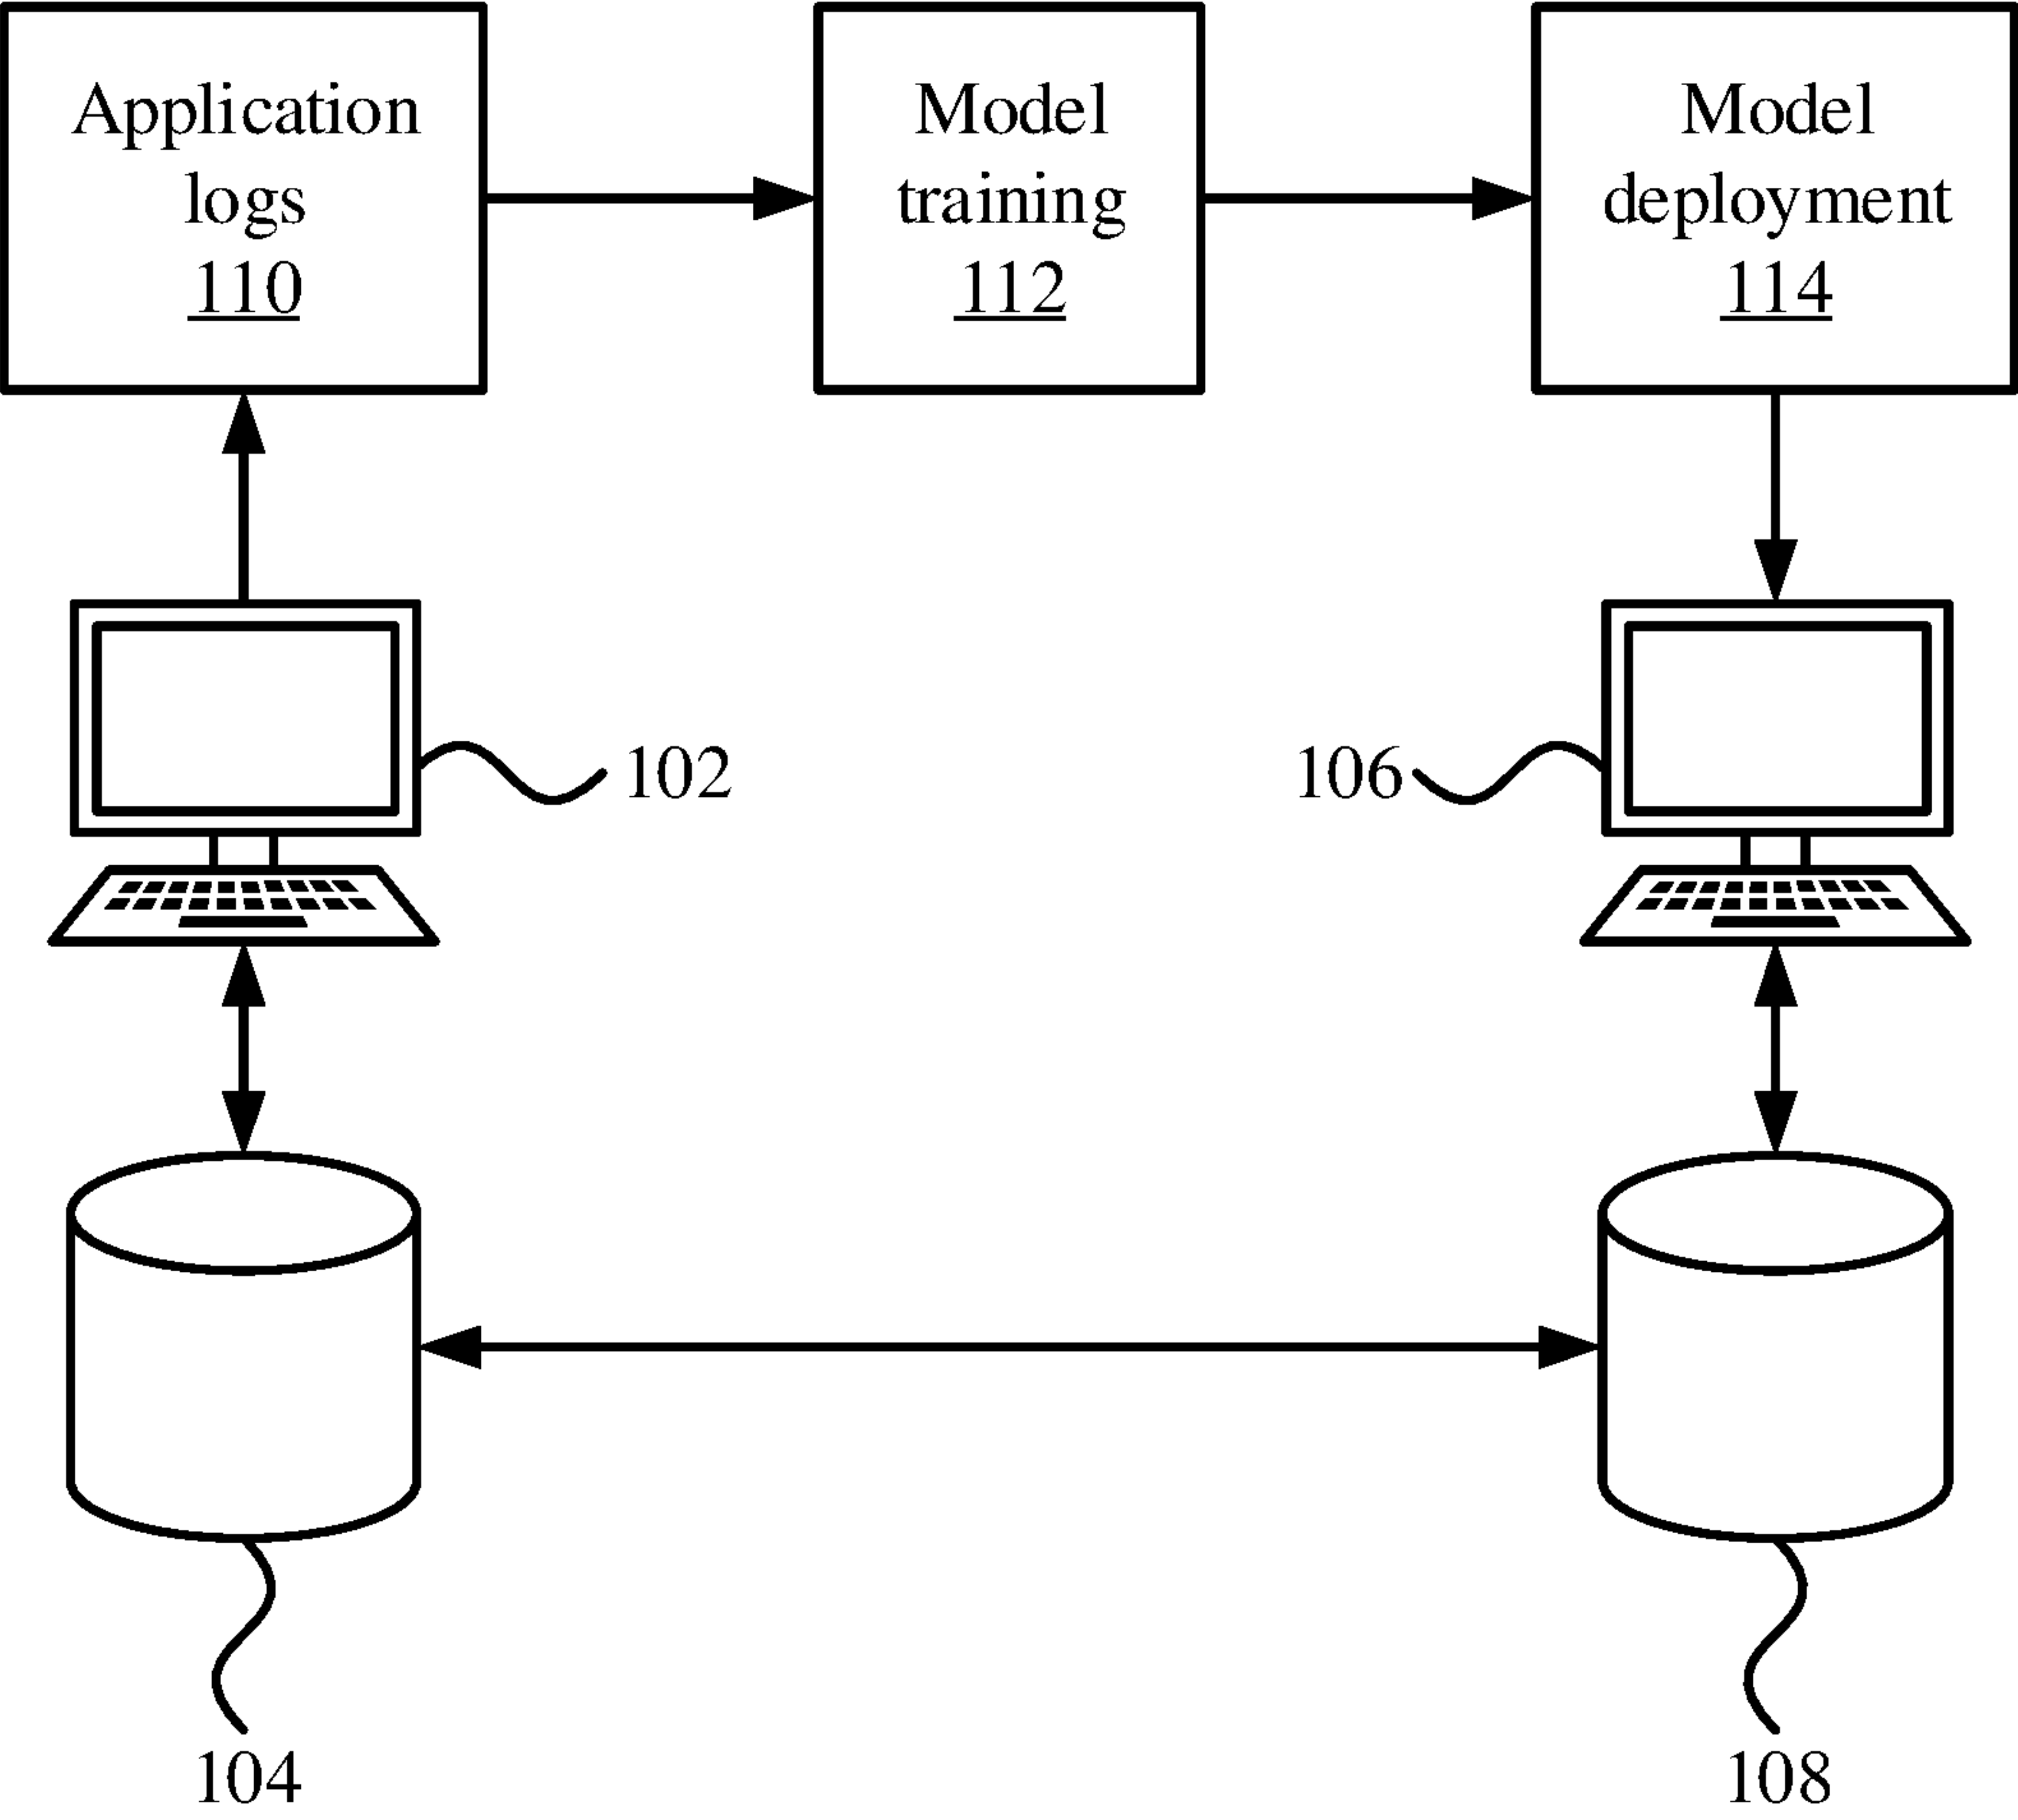 Application
logs
110
Model
training
112
Model
deployment
114
102
106
104
108